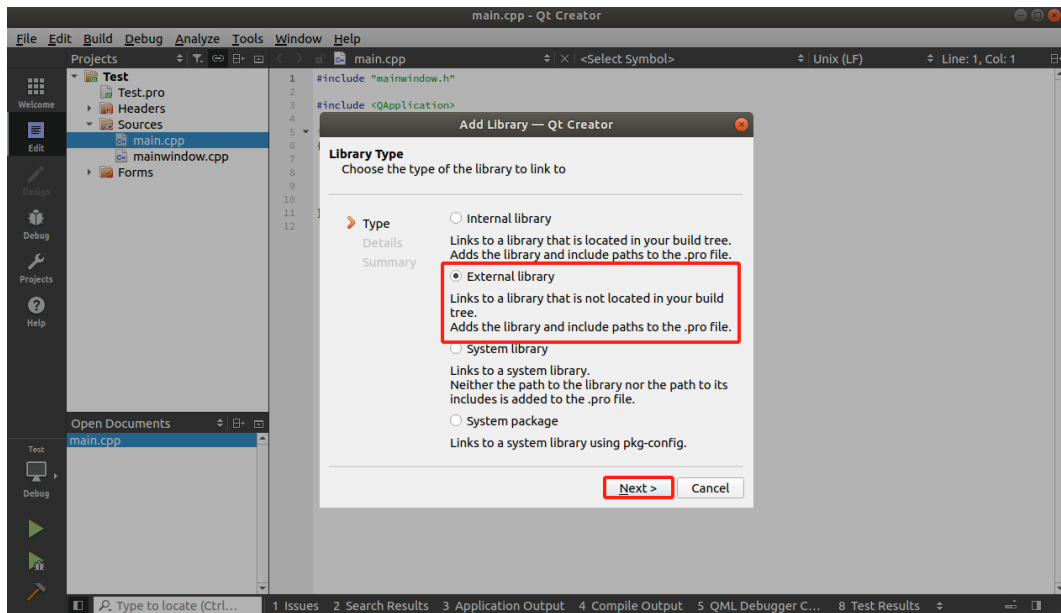 main.cpp - Qt Creator
File Edit Build Debug Analyze Tools Window Help
Projects
main.cpp
<Select Symbol>
Unix (LF)
Line: 1, Col: 1
Welcome
Edit
Design
Debug
Projects
Help
Test
Debug
Test
Test.pro
Headers
Sources
main.cpp
mainwindow.cpp
Forms
Open Documents
main.cpp
1 #include "mainwindow.h"
2
3 #include <QApplication>
4
5
6
7
8
9
10
11 }
12
Add Library — Qt Creator
Library Type
Choose the type of the library to link to
Type
Details
Summary
Internal library
Links to a library that is located in your build tree.
Adds the library and include paths to the .pro file.
External library
Links to a library that is not located in your build
tree.
Adds the library and include paths to the .pro file.
System library
Links to a system library.
Neither the path to the library nor the path to its
includes is added to the .pro file.
System package
Links to a system library using pkg-config.
Next >
Cancel
Type to locate (Ctrl...
1 Issues 2 Search Results 3 Application Output 4 Compile Output 5 QML Debugger C... 8 Test Results